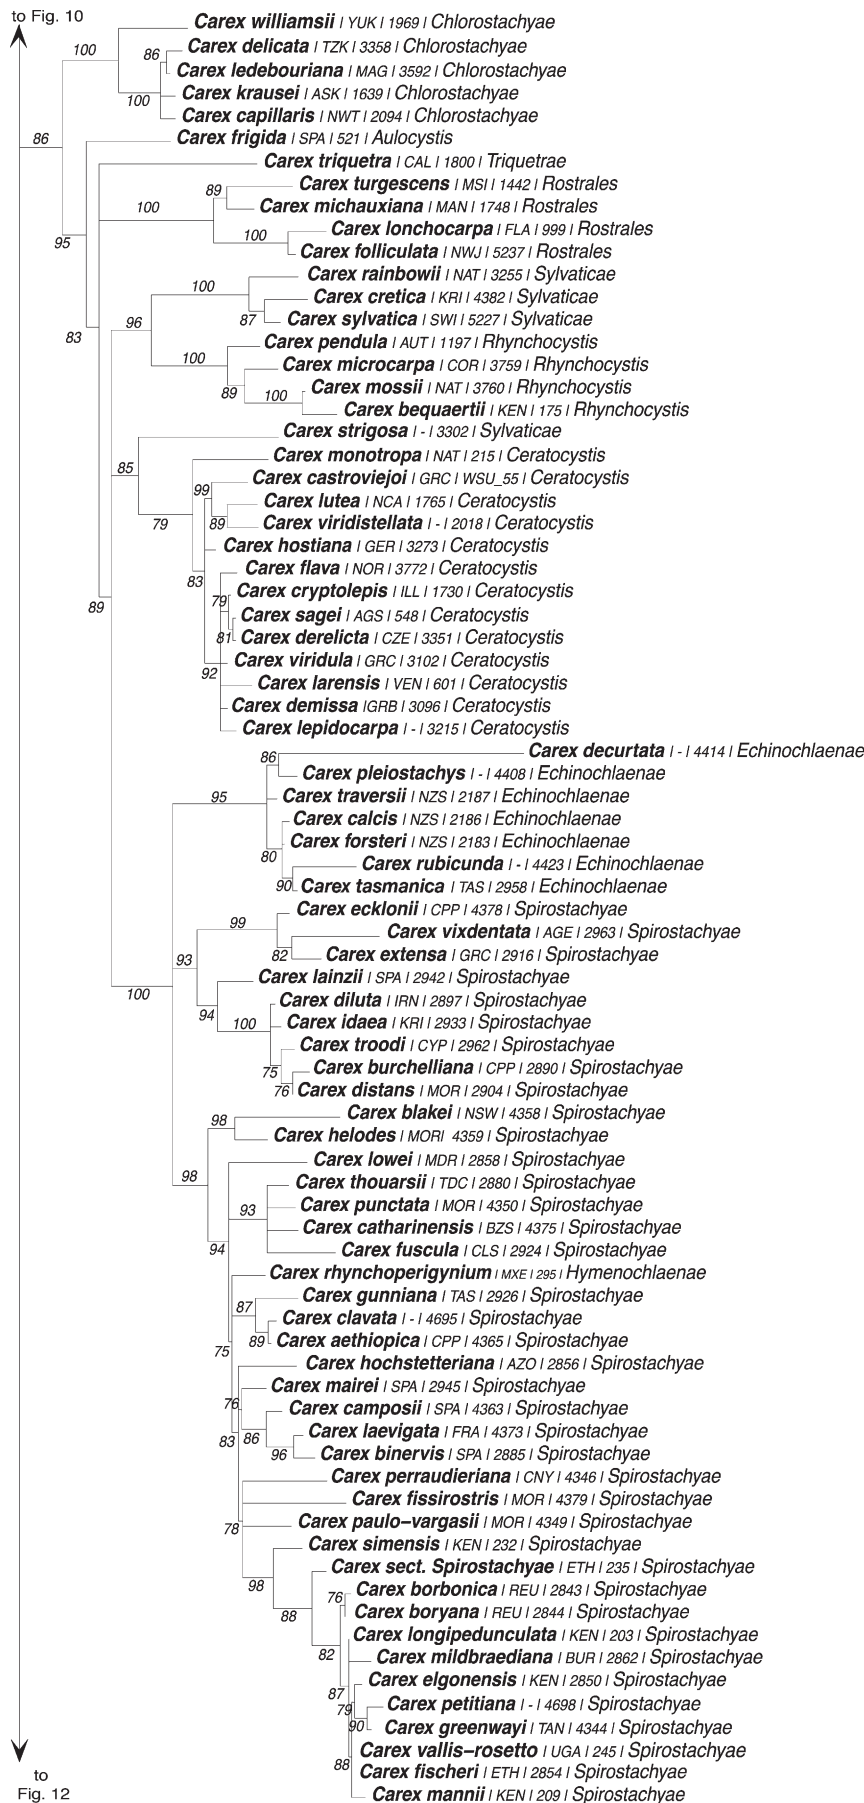 to Fig. 10
Carex williamsii | YUK | 1969 | Chlorostachyae
86 Carex delicata | TZK | 3358 | Chlorostachyae
100
Carex ledebouriana | MAG | 3592 | Chlorostachyae
Carex krausei | ASK | 1639 | Chlorostachyae
100
Carex capillaris | NWT | 2094 | Chlorostachyae
86
Carex frigida | SPA | 521 | Aulocystis
Carex triquetra | CAL | 1800 | Triquetrae
89 Carex turgescens | MSI | 1442 | Rostrales
100
Carex michauxiana | MAN | 1748 | Rostrales
Carex lonchocarpa | FLA | 999 | Rostrales
100
95
Carex folliculata | NWJ | 5237 | Rostrales
Carex rainbowii | NAT | 3255 | Sylvaticae
100
Carex cretica | KRI | 4382 | Sylvaticae
87 Carex sylvatica | SWI | 5227 | Sylvaticae
96
83
Carex pendula | AUT | 1197 | Rhynchocystis
100
Carex microcarpa | COR | 3759 | Rhynchocystis
Carex mossii | NAT | 3760 | Rhynchocystis
89 100
Carex bequaertii | KEN | 175 | Rhynchocystis
Carex strigosa | - | 3302 | Sylvaticae
Carex monotropa | NAT | 215 | Ceratocystis
85
Carex castroviejoi | GRC | WSU_55 | Ceratocystis
99
Carex lutea | NCA | 1765 | Ceratocystis
79 89 Carex viridistellata | - | 2018 | Ceratocystis
Carex hostiana | GER | 3273 | Ceratocystis
Carex flava | NOR | 3772 | Ceratocystis
83
Carex cryptolepis | ILL | 1730 | Ceratocystis
79
89
Carex sagei | AGS | 548 | Ceratocystis
81 Carex derelicta | CZE | 3351 | Ceratocystis
Carex viridula | GRC | 3102 | Ceratocystis
92
Carex larensis | VEN | 601 | Ceratocystis
Carex demissa |GRB | 3096 | Ceratocystis
Carex lepidocarpa | - | 3215 | Ceratocystis
Carex decurtata | - | 4414 | Echinochlaenae
86
Carex pleiostachys | - | 4408 | Echinochlaenae
95
Carex traversii | NZS | 2187 | Echinochlaenae
Carex calcis | NZS | 2186 | Echinochlaenae
Carex forsteri | NZS | 2183 | Echinochlaenae
80
Carex rubicunda | - | 4423 | Echinochlaenae
90 Carex tasmanica | TAS | 2958 | Echinochlaenae
Carex ecklonii | CPP | 4378 | Spirostachyae
99
Carex vixdentata | AGE | 2963 | Spirostachyae
82 Carex extensa | GRC | 2916 | Spirostachyae
93
Carex lainzii | SPA | 2942 | Spirostachyae
100
Carex diluta | IRN | 2897 | Spirostachyae
94 100
Carex idaea | KRI | 2933 | Spirostachyae
Carex troodi | CYP | 2962 | Spirostachyae
75 Carex burchelliana | CPP | 2890 | Spirostachyae
76 Carex distans | MOR | 2904 | Spirostachyae
Carex blakei | NSW | 4358 | Spirostachyae
98
Carex helodes | MOR| 4359 | Spirostachyae
Carex lowei | MDR | 2858 | Spirostachyae
98
Carex thouarsii | TDC | 2880 | Spirostachyae
93 Carex punctata | MOR | 4350 | Spirostachyae
Carex catharinensis | BZS | 4375 | Spirostachyae
94
Carex fuscula | CLS | 2924 | Spirostachyae
Carex rhynchoperigynium | MXE | 295 | Hymenochlaenae
Carex gunniana | TAS | 2926 | Spirostachyae
87
Carex clavata | - | 4695 | Spirostachyae
89 Carex aethiopica | CPP | 4365 | Spirostachyae
75
Carex hochstetteriana | AZO | 2856 | Spirostachyae
Carex mairei | SPA | 2945 | Spirostachyae
76
Carex camposii | SPA | 4363 | Spirostachyae
83 86
Carex laevigata | FRA | 4373 | Spirostachyae
96 Carex binervis | SPA | 2885 | Spirostachyae
Carex perraudieriana | CNY | 4346 | Spirostachyae
Carex fissirostris | MOR | 4379 | Spirostachyae
Carex paulo−vargasii | MOR | 4349 | Spirostachyae
78
Carex simensis | KEN | 232 | Spirostachyae
Carex sect. Spirostachyae | ETH | 235 | Spirostachyae
98
76 Carex borbonica | REU | 2843 | Spirostachyae
88
Carex boryana | REU | 2844 | Spirostachyae
Carex longipedunculata | KEN | 203 | Spirostachyae
82
Carex mildbraediana | BUR | 2862 | Spirostachyae
Carex elgonensis | KEN | 2850 | Spirostachyae
87
Carex petitiana | - | 4698 | Spirostachyae
79
90 Carex greenwayi | TAN | 4344 | Spirostachyae
Carex vallis−rosetto | UGA | 245 | Spirostachyae
88
Carex fischeri | ETH | 2854 | Spirostachyae
Carex mannii | KEN | 209 | Spirostachyae
to
Fig. 12